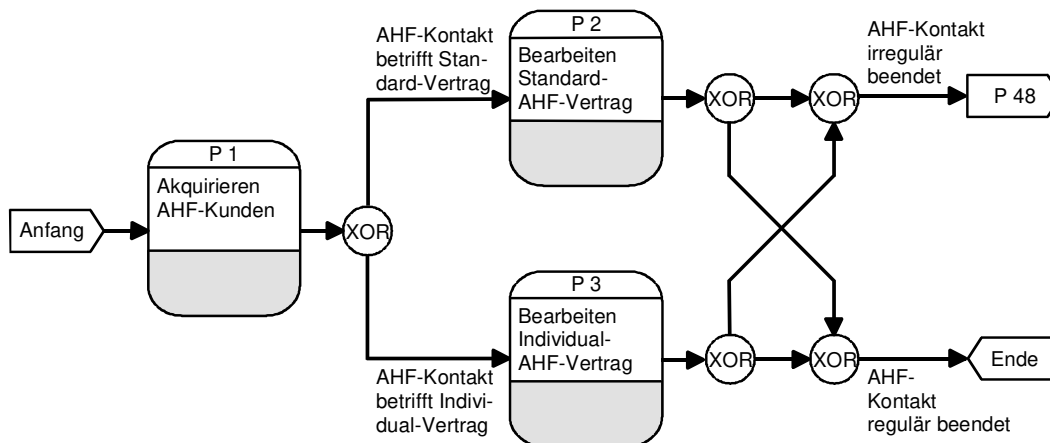 Anfang
P 1
Akquirieren
AHF-Kunden
XOR
AHF-Kontakt
betrifft Stan-
dard-Vertrag
P 2
Bearbeiten
Standard-
AHF-Vertrag
XOR
XOR
AHF-Kontakt
irregulär
beendet
P 48
AHF-Kontakt
betrifft Indivi-
dual-Vertrag
P 3
Bearbeiten
Individual-
AHF-Vertrag
XOR
XOR
AHF-
Kontakt
regulär beendet
Ende